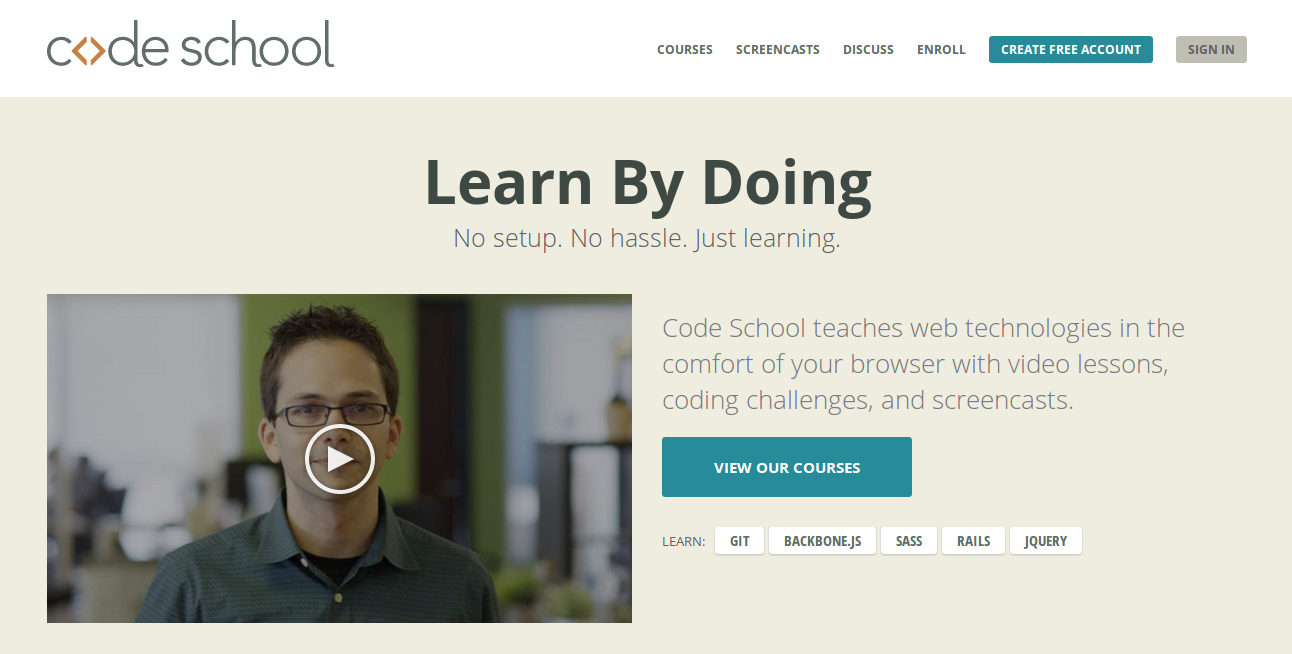 code school
COURSES SCREENCASTS DISCUSS ENROLL CREATE FREE ACCOUNT SIGN IN
Learn By Doing
No setup. No hassle. Just learning.
Code School teaches web technologies in the
comfort of your browser with video lessons,
coding challenges, and screencasts.
VIEW OUR COURSES
LEARN: GIT BACKBONE.JS SASS RAILS JQUERY